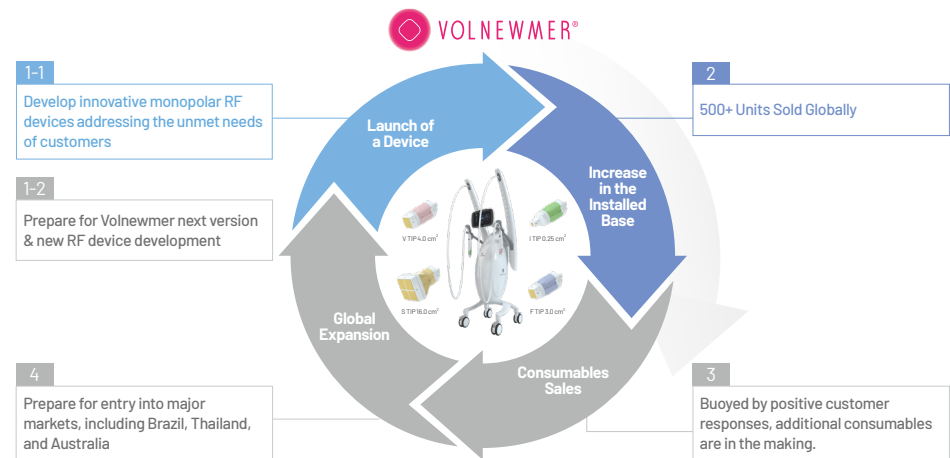 VOLNEWMER®
1-1
Develop innovative monopolar RF
devices addressing the unmet needs
of customers
1-2
Prepare for Volnewmer next version
& new RF device development
2
500+ Units Sold Globally
Launch of
a Device
Increase
in the
Installed
Base
V TIP 4.0 cm²
I TIP 0.25 cm²
S TIP 16.0 cm²
F TIP 3.0 cm²
Global
Expansion
Consumables
Sales
4
Prepare for entry into major
markets, including Brazil, Thailand,
and Australia
3
Buoyed by positive customer
responses, additional consumables
are in the making.